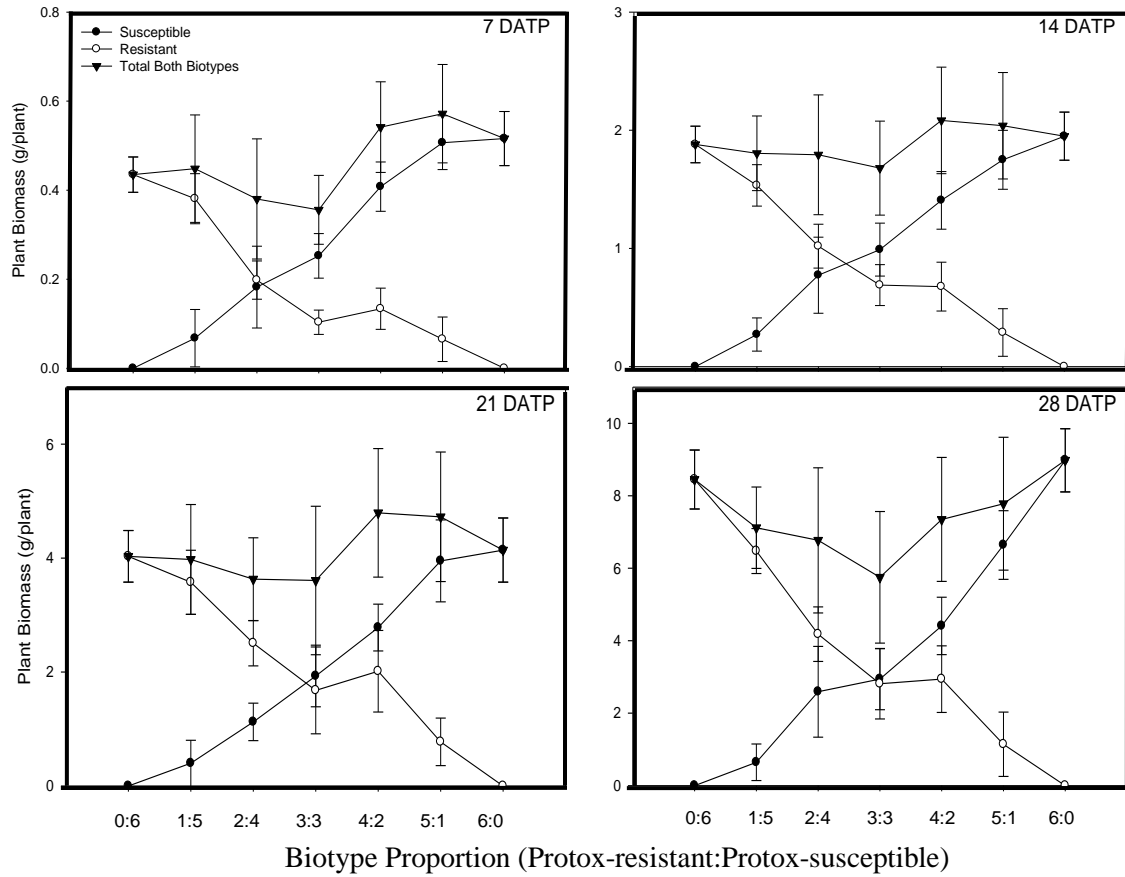 0.8
7 DATP
Susceptible
Resistant
Total Both Biotypes
0.6
0.4
0.2
0.0
Plant Biomass (g/plant)
3
14 DATP
2
1
0
21 DATP
6
4
2
0
Plant Biomass (g/plant)
0:6 1:5 2:4 3:3 4:2 5:1 6:0
28 DATP
10
8
6
4
2
0
0:6 1:5 2:4 3:3 4:2 5:1 6:0
Biotype Proportion (Protox-resistant:Protox-susceptible)